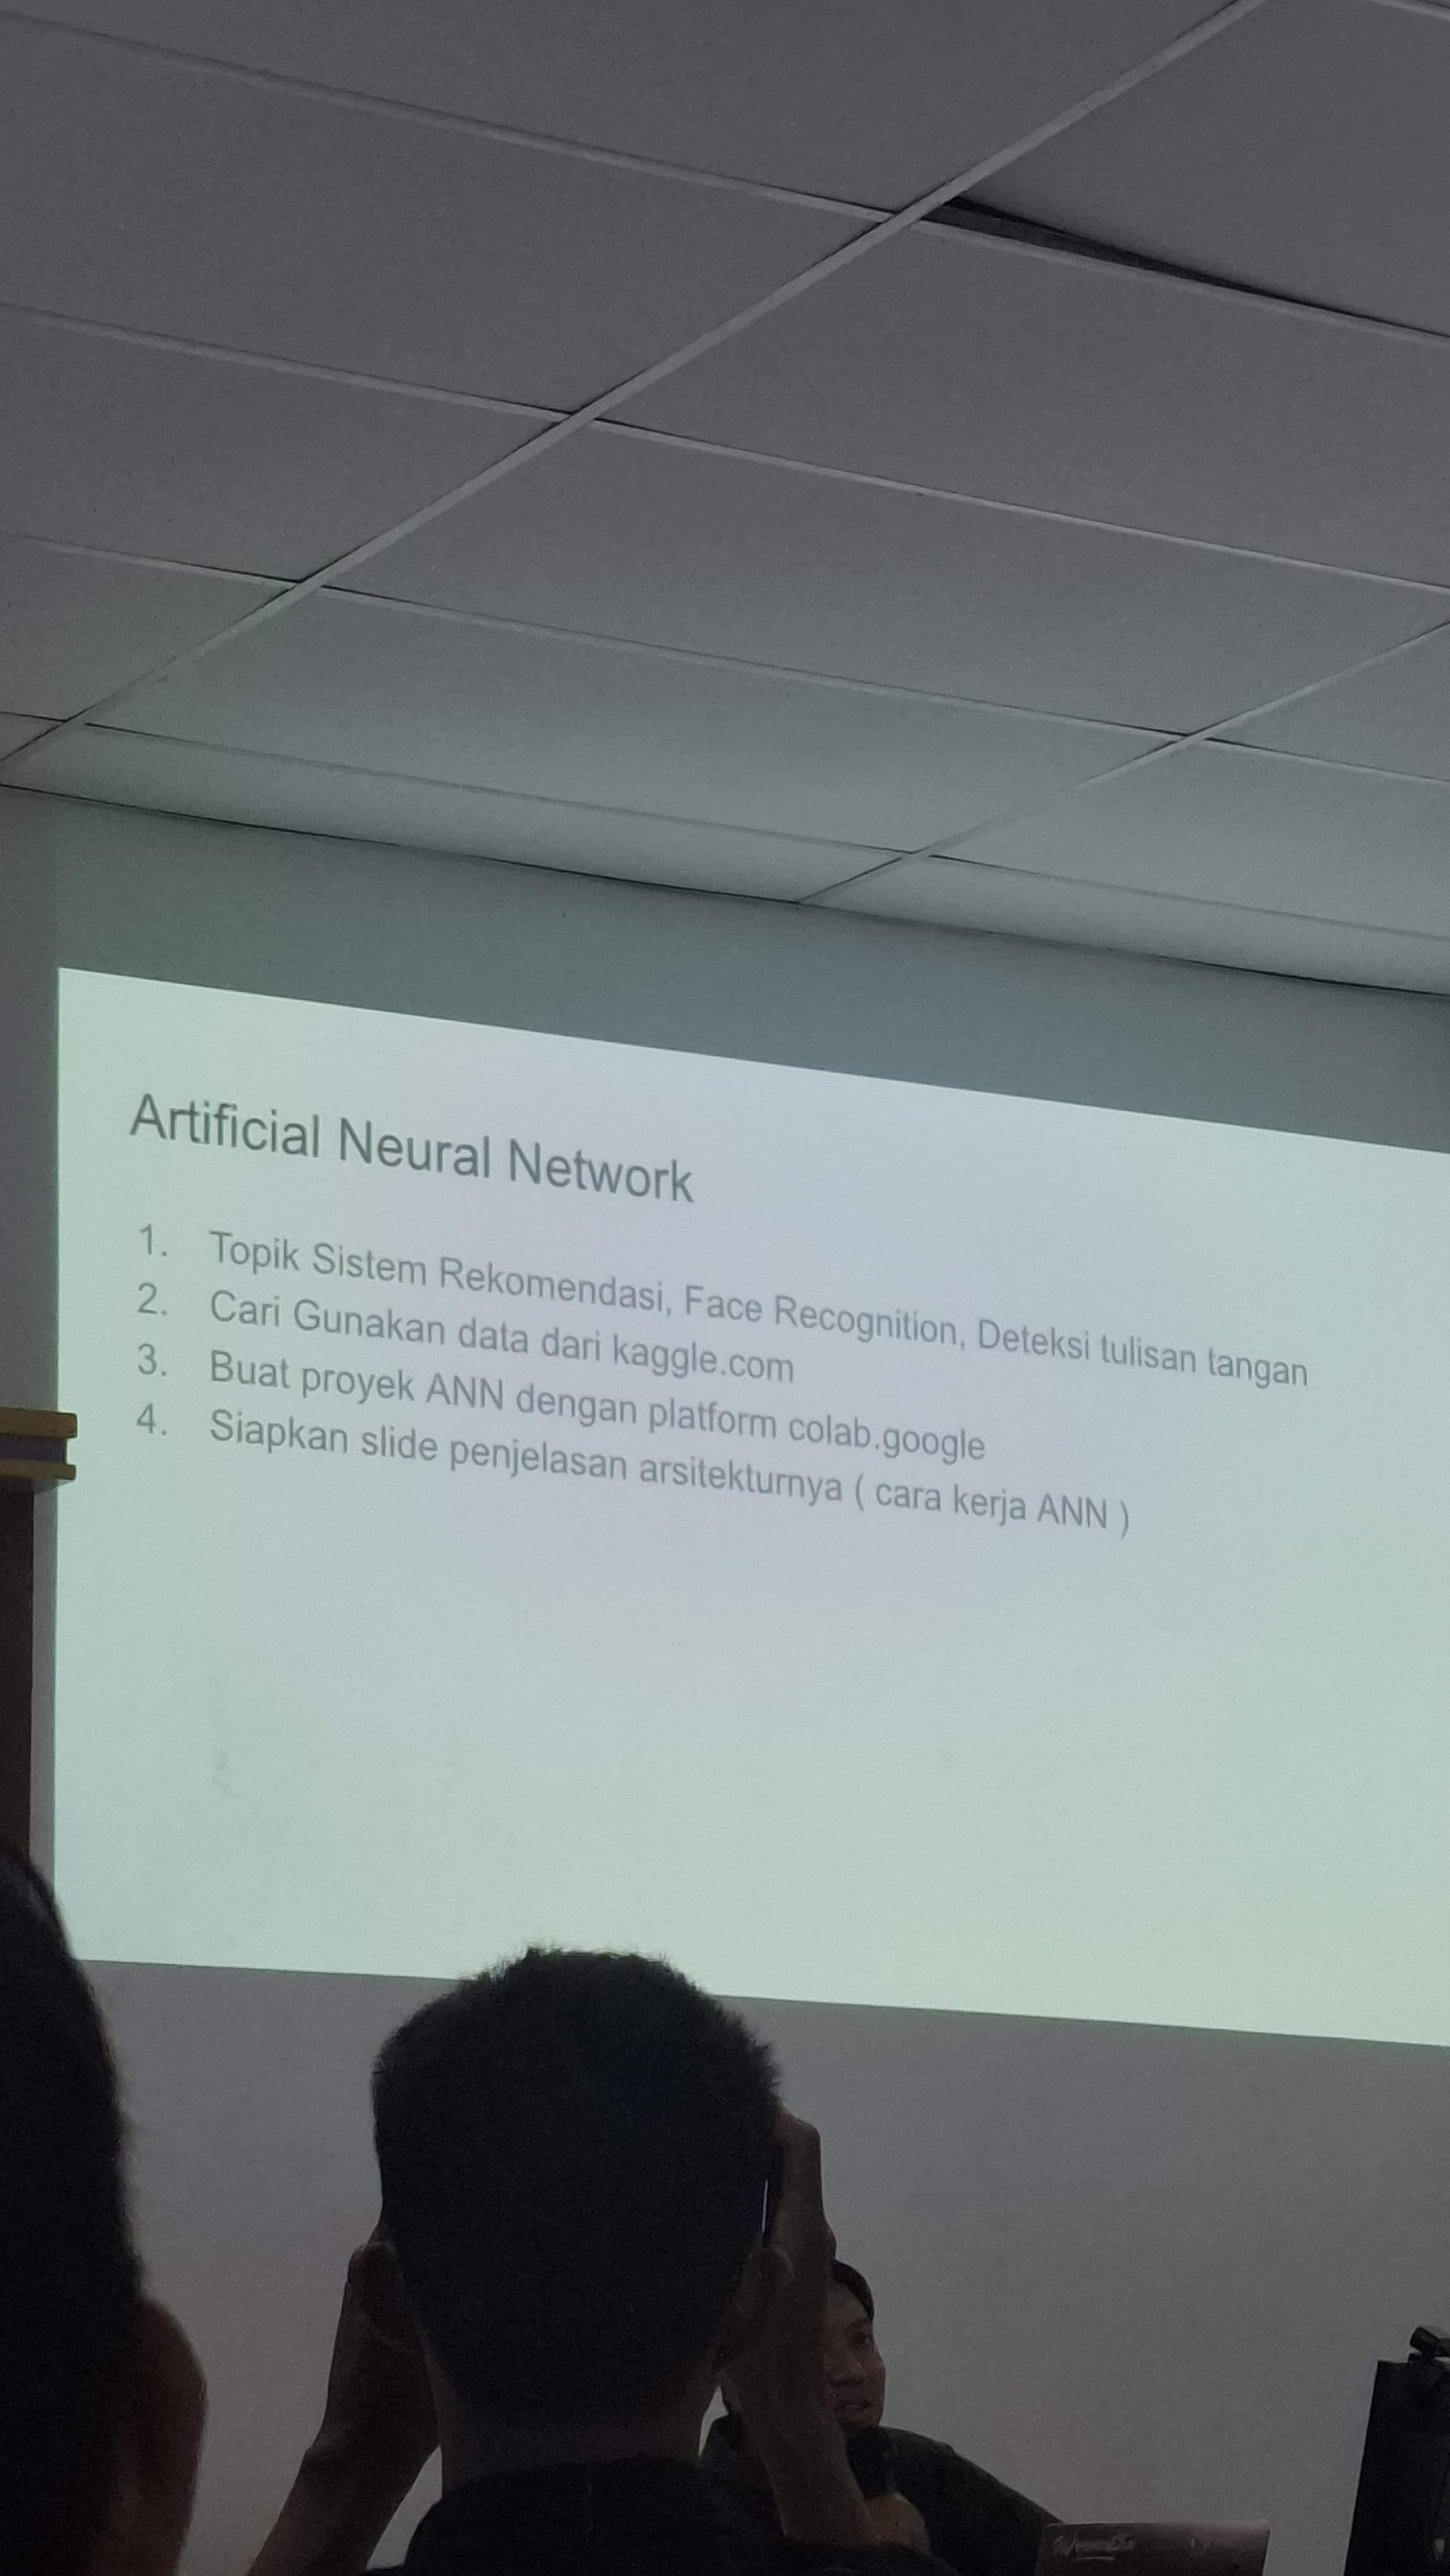 Artificial Neural Network
1. Topik Sistem Rekomendasi, Face Recognition, Deteksi tulisan tangan
2. Cari Gunakan data dari kaggle.com
3. Buat proyek ANN dengan platform colab.google
4. Siapkan slide penjelasan arsitekturnya ( cara kerja ANN )